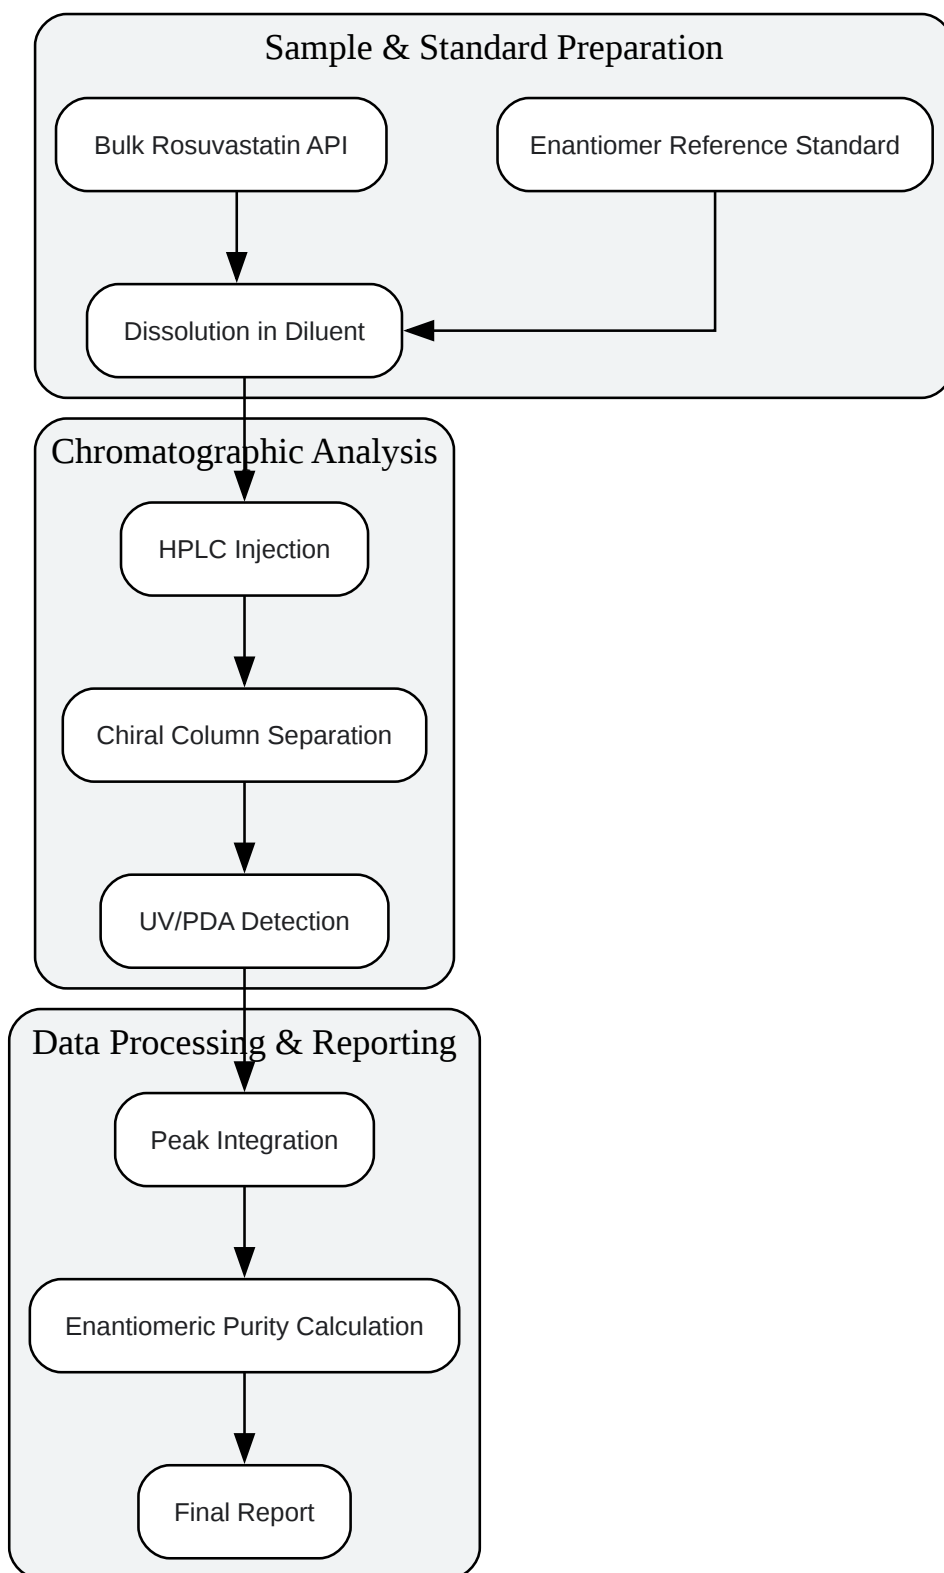 Sample & Standard Preparation
Bulk Rosuvastatin API
Enantiomer Reference Standard
Dissolution in Diluent
Chromatographic Analysis
HPLC Injection
Chiral Column Separation
UV/PDA Detection
Data Processing & Reporting
Peak Integration
Enantiomeric Purity Calculation
Final Report